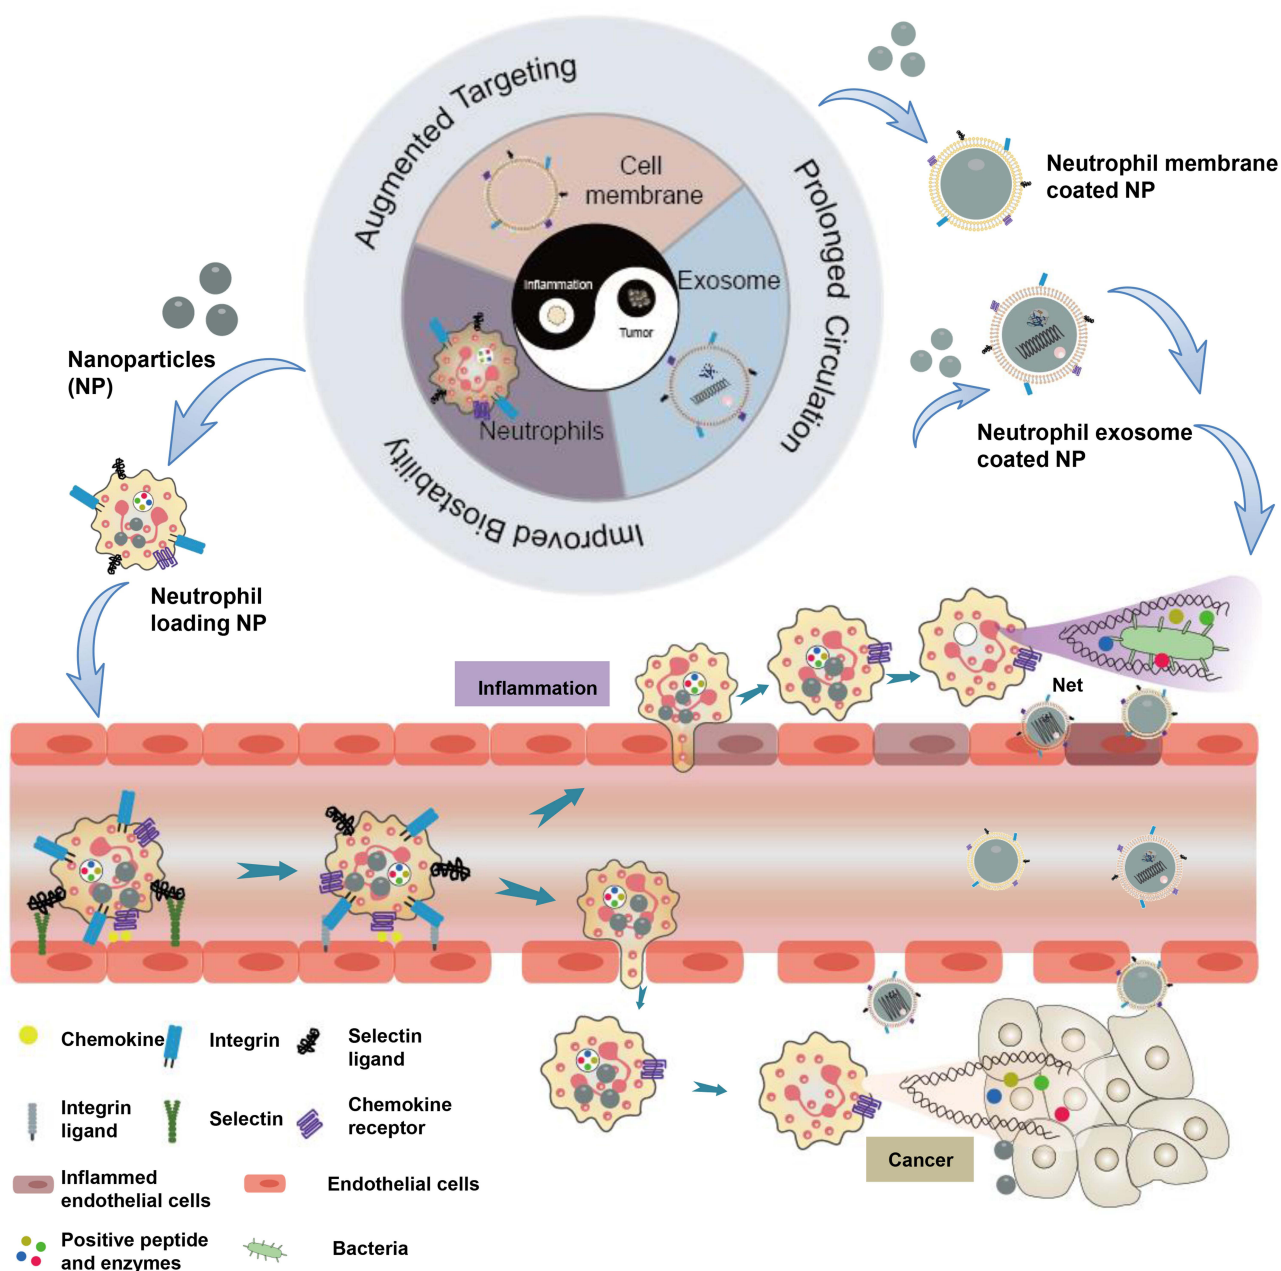 Augmented Targeting
Prolonged Circulation
Improved Biostability
Cell
membrane
Exosome
Neutrophils
Inflammation
Tumor
Neutrophil membrane
coated NP
Nanoparticles
(NP)
Neutrophil exosome
coated NP
Neutrophil
loading NP
Inflammation
Net
Cancer
Chemokine
Integrin
Selectin
ligand
Integrin
ligand
Selectin
Chemokine
receptor
Inflammed
endothelial cells
Endothelial cells
Positive peptide
and enzymes
Bacteria